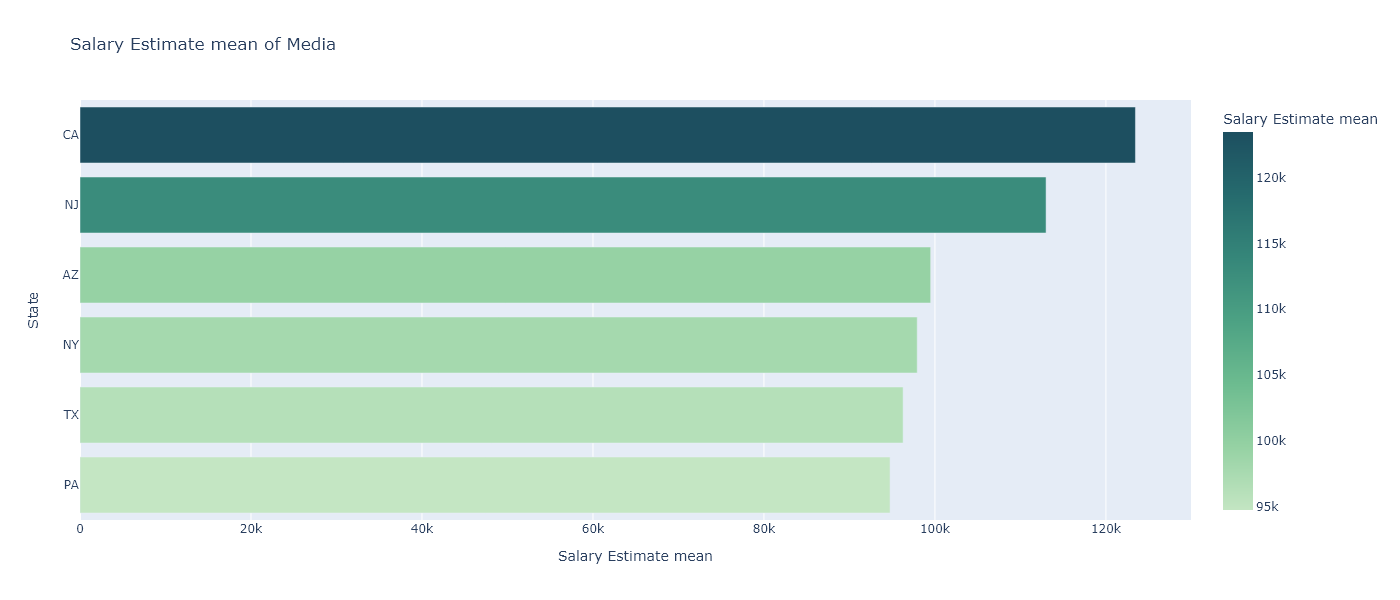 Salary Estimate mean of Media
Salary Estimate mean
CA
NJ
AZ
NY
TX
PA
State
0 20k 40k 60k 80k 100k 120k
Salary Estimate mean
120k
115k
110k
105k
100k
95k